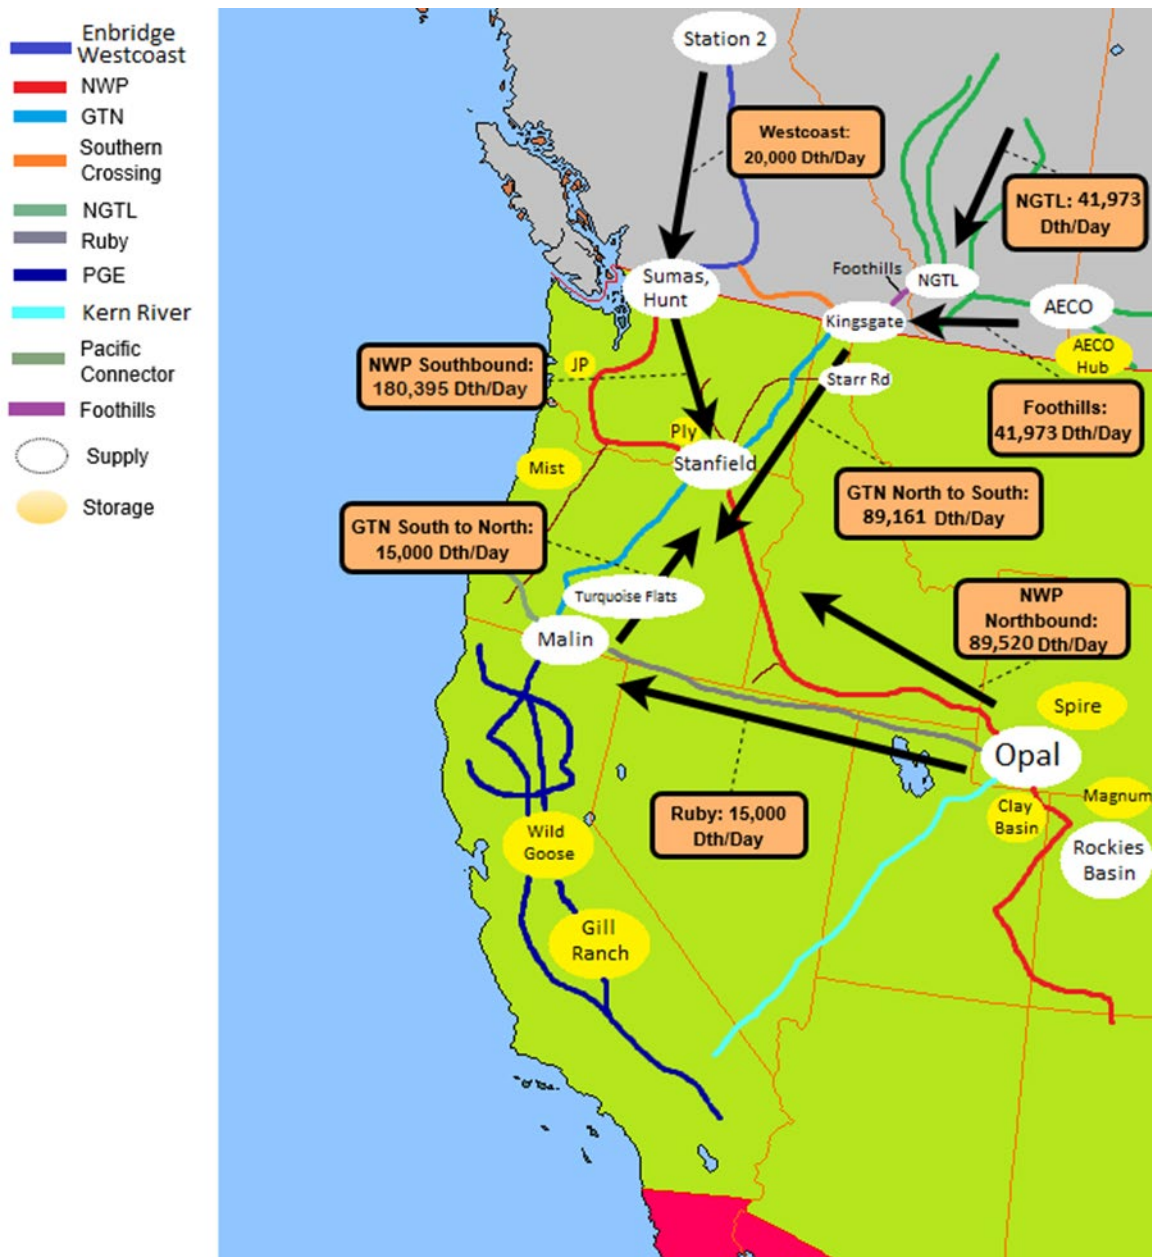 Enbridge
Westcoast
NWP
GTN
Southern
Crossing
NGTL
Ruby
PGE
Kern River
Pacific
Connector
Foothills
Supply
Storage
Station 2
Westcoast:
20,000 Dth/Day
NGTL: 41,973
Dth/Day
Sumas,
Hunt
Foothills
NGTL
AECO
Kingsgate
AECO
Hub
NWP Southbound:
180,395 Dth/Day
JP
Starr Rd
Foothills:
41,973 Dth/Day
Ply
Stanfield
Mist
GTN North to South:
89,161 Dth/Day
GTN South to North:
15,000 Dth/Day
Turquoise Flats
Malin
NWP
Northbound:
89,520 Dth/Day
Spire
Opal
Magnum
Clay
Basin
Rockies
Basin
Ruby: 15,000
Dth/Day
Wild
Goose
Gill
Ranch